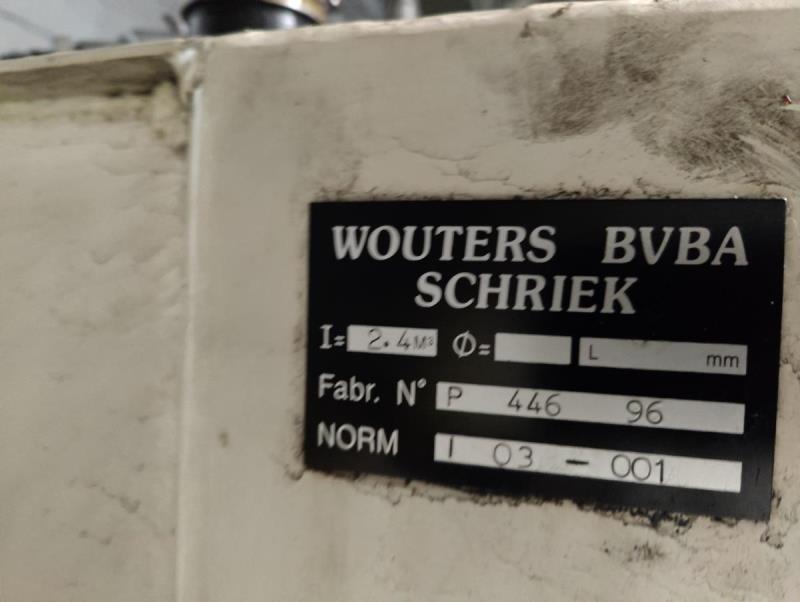 WOUTERS BVBA
SCHRIEK
I= 2.4M³ Ø= L mm
Fabr. N° P 446 96
NORM I 03 - 001